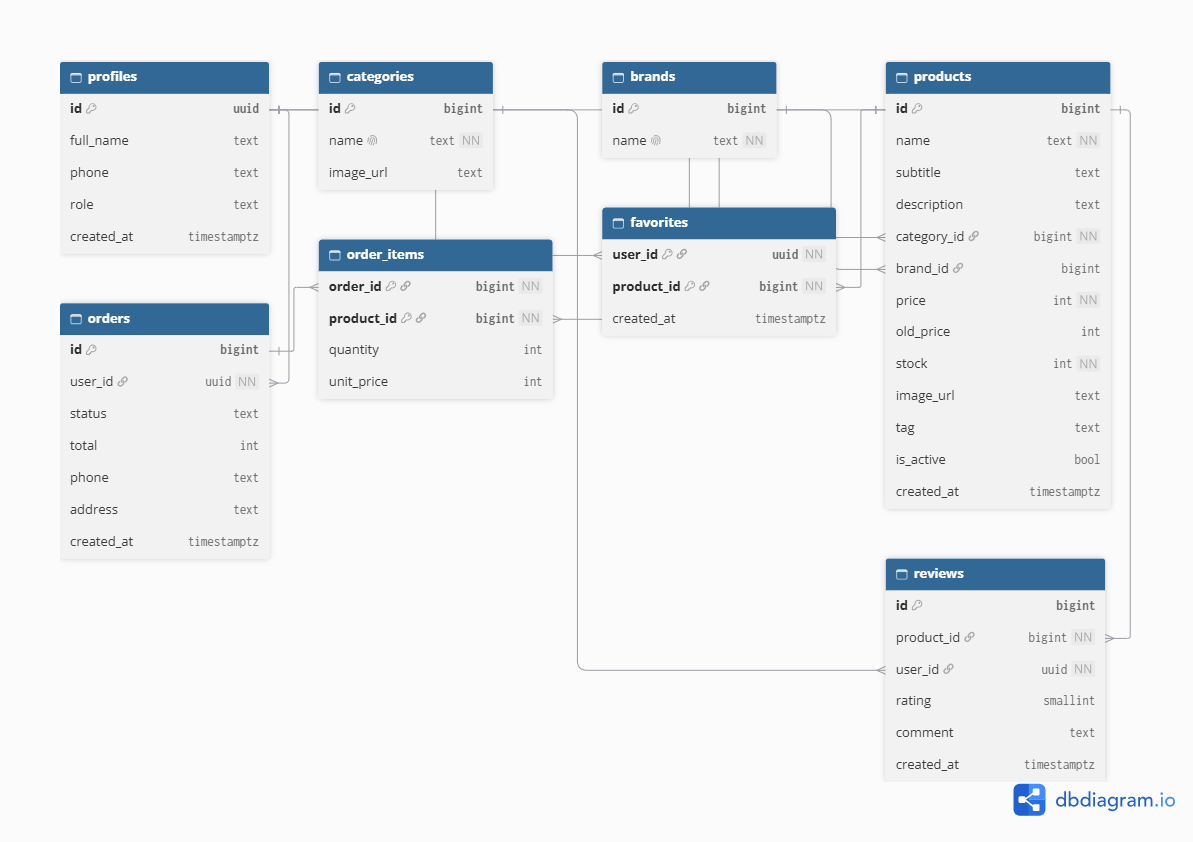 profiles
id uuid
full_name text
phone text
role text
created_at timestamptz
categories
id bigint
name text NN
image_url text
brands
id bigint
name text NN
products
id bigint
name text NN
subtitle text
description text
category_id bigint NN
brand_id bigint
price int NN
old_price int
stock int NN
image_url text
tag text
is_active bool
created_at timestamptz
favorites
user_id uuid NN
product_id bigint NN
created_at timestamptz
order_items
order_id bigint NN
product_id bigint NN
quantity int
unit_price int
orders
id bigint
user_id uuid NN
status text
total int
phone text
address text
created_at timestamptz
reviews
id bigint
product_id bigint NN
user_id uuid NN
rating smallint
comment text
created_at timestamptz
dbdiagram.io